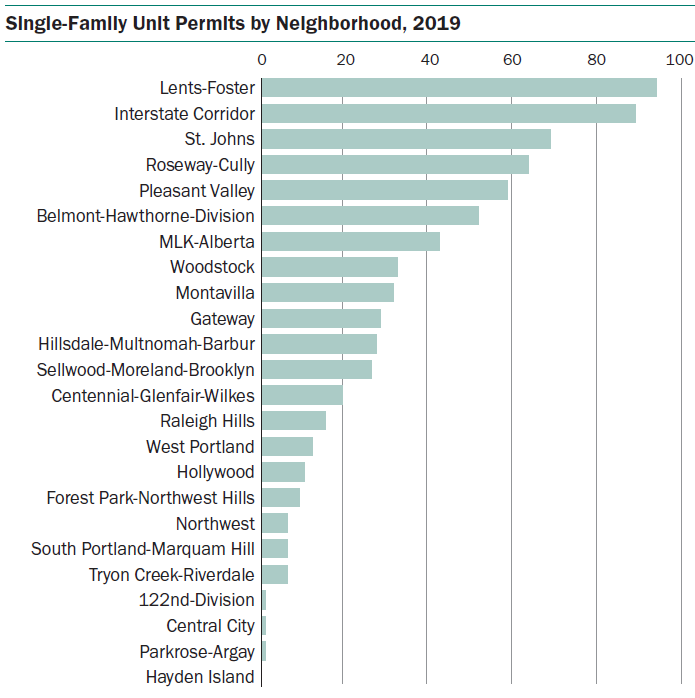 Single-Family Unit Permits by Neighborhood, 2019
0 20 40 60 80 100
Lents-Foster
Interstate Corridor
St. Johns
Roseway-Cully
Pleasant Valley
Belmont-Hawthorne-Division
MLK-Alberta
Woodstock
Montavilla
Gateway
Hillsdale-Multnomah-Barbur
Sellwood-Moreland-Brooklyn
Centennial-Glenfair-Wilkes
Raleigh Hills
West Portland
Hollywood
Forest Park-Northwest Hills
Northwest
South Portland-Marquam Hill
Tryon Creek-Riverdale
122nd-Division
Central City
Parkrose-Argay
Hayden Island